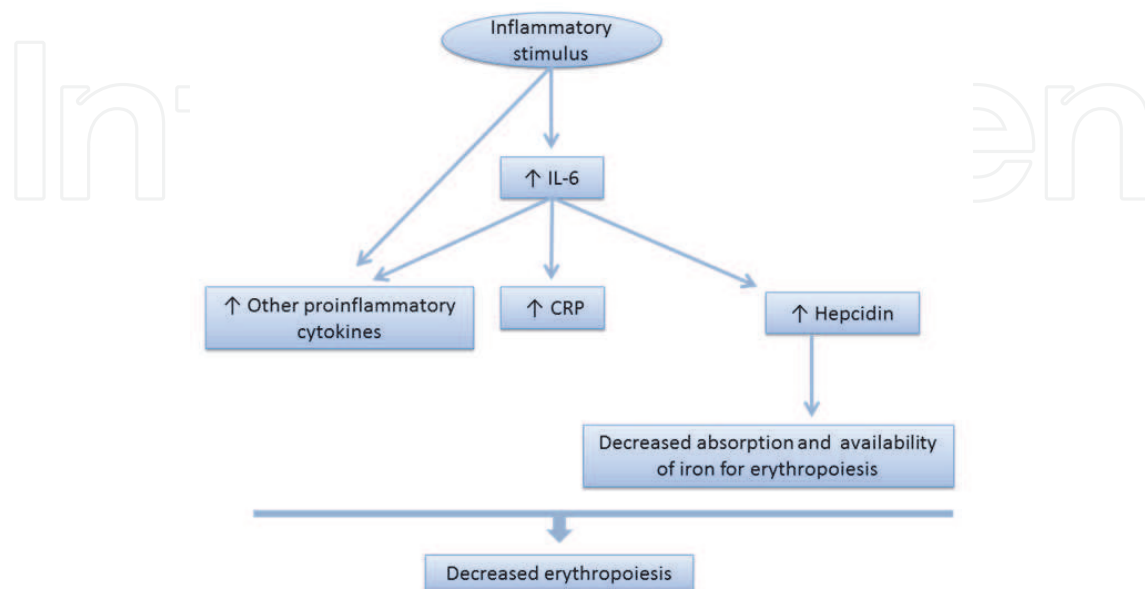 Inflammatory
stimulus
↑ IL-6
↑ Other proinflammatory
cytokines
↑ CRP
↑ Hepcidin
Decreased absorption and availability
of iron for erythropoiesis
Decreased erythropoiesis